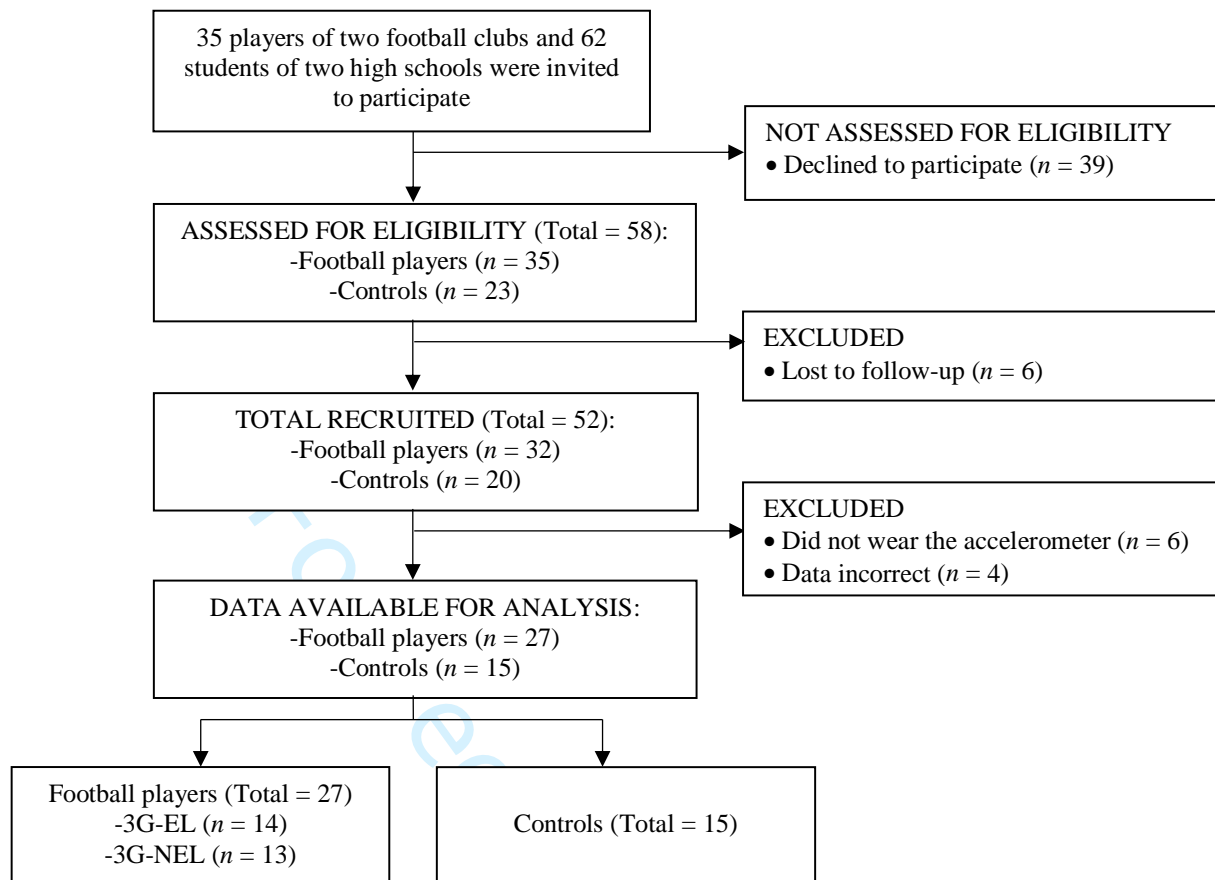 35 players of two football clubs and 62
students of two high schools were invited
to participate
NOT ASSESSED FOR ELIGIBILITY
• Declined to participate (n = 39)
ASSESSED FOR ELIGIBILITY (Total = 58):
-Football players (n = 35)
-Controls (n = 23)
EXCLUDED
• Lost to follow-up (n = 6)
TOTAL RECRUITED (Total = 52):
-Football players (n = 32)
-Controls (n = 20)
EXCLUDED
• Did not wear the accelerometer (n = 6)
• Data incorrect (n = 4)
DATA AVAILABLE FOR ANALYSIS:
-Football players (n = 27)
-Controls (n = 15)
Football players (Total = 27)
-3G-EL (n = 14)
-3G-NEL (n = 13)
Controls (Total = 15)